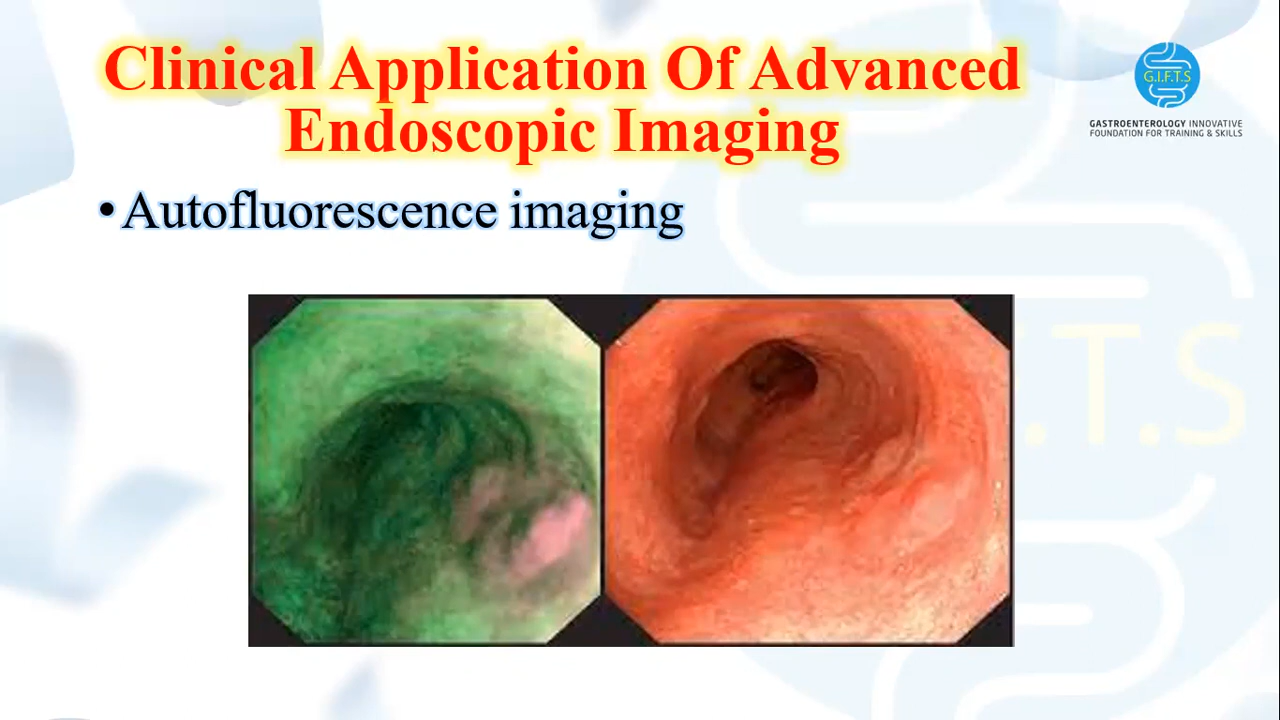 Clinical Application Of Advanced
Endoscopic Imaging
G.I.F.T.S
GASTROENTEROLOGY INNOVATIVE
FOUNDATION FOR TRAINING & SKILLS
•Autofluorescence imaging
.T.S